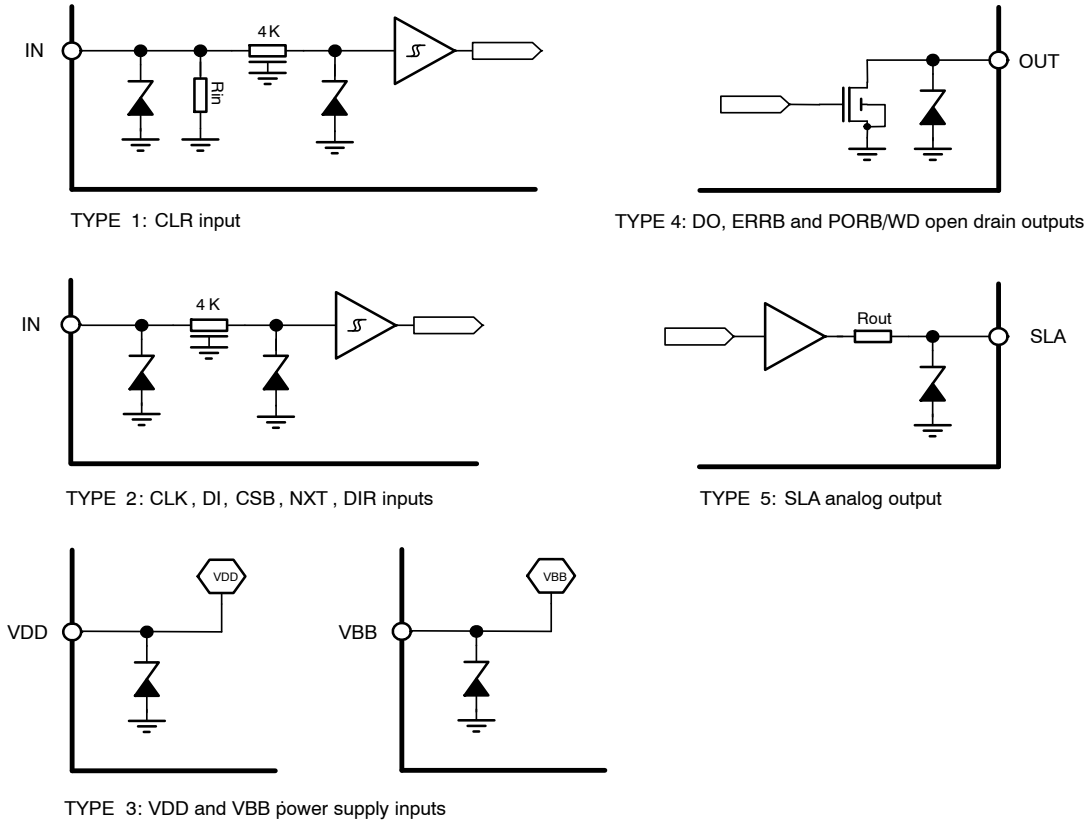 4K
IN
Rin
TYPE 1: CLR input
OUT
TYPE 4: DO, ERRB and PORB/WD open drain outputs
4K
IN
TYPE 2: CLK, DI, CSB, NXT, DIR inputs
Rout
SLA
TYPE 5: SLA analog output
VDD
VDD
VBB
VBB
TYPE 3: VDD and VBB power supply inputs